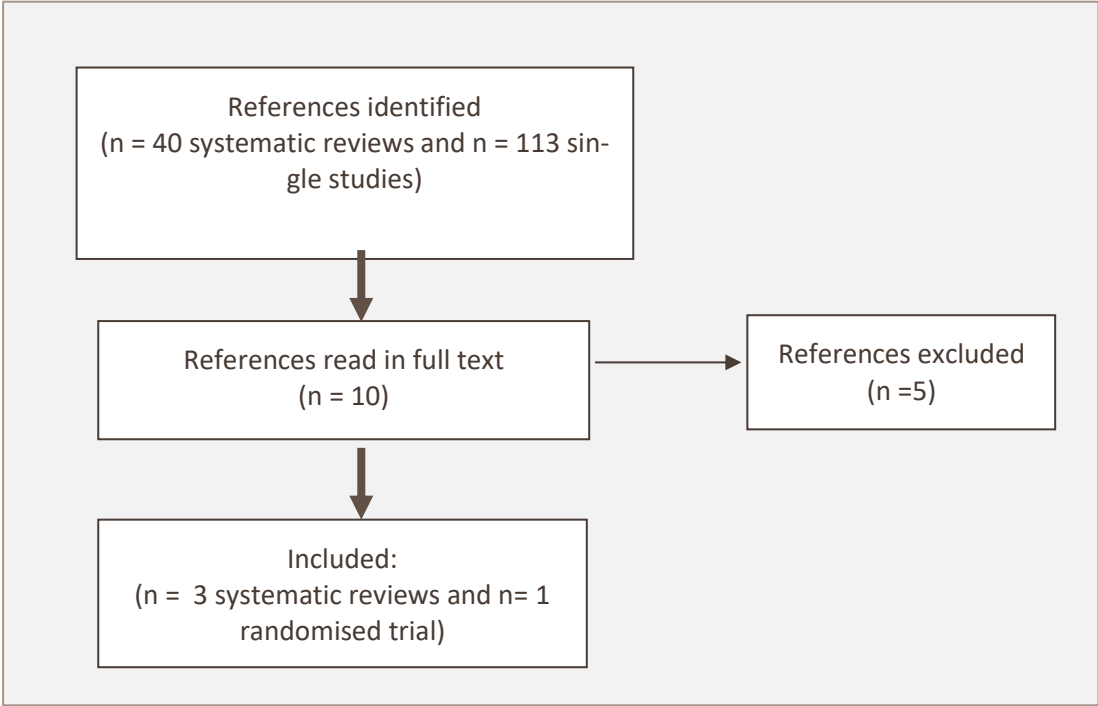 References identified
(n = 40 systematic reviews and n = 113 sin-
gle studies)
References read in full text
(n = 10)
References excluded
(n =5)
Included:
(n =  3 systematic reviews and n= 1
randomised trial)